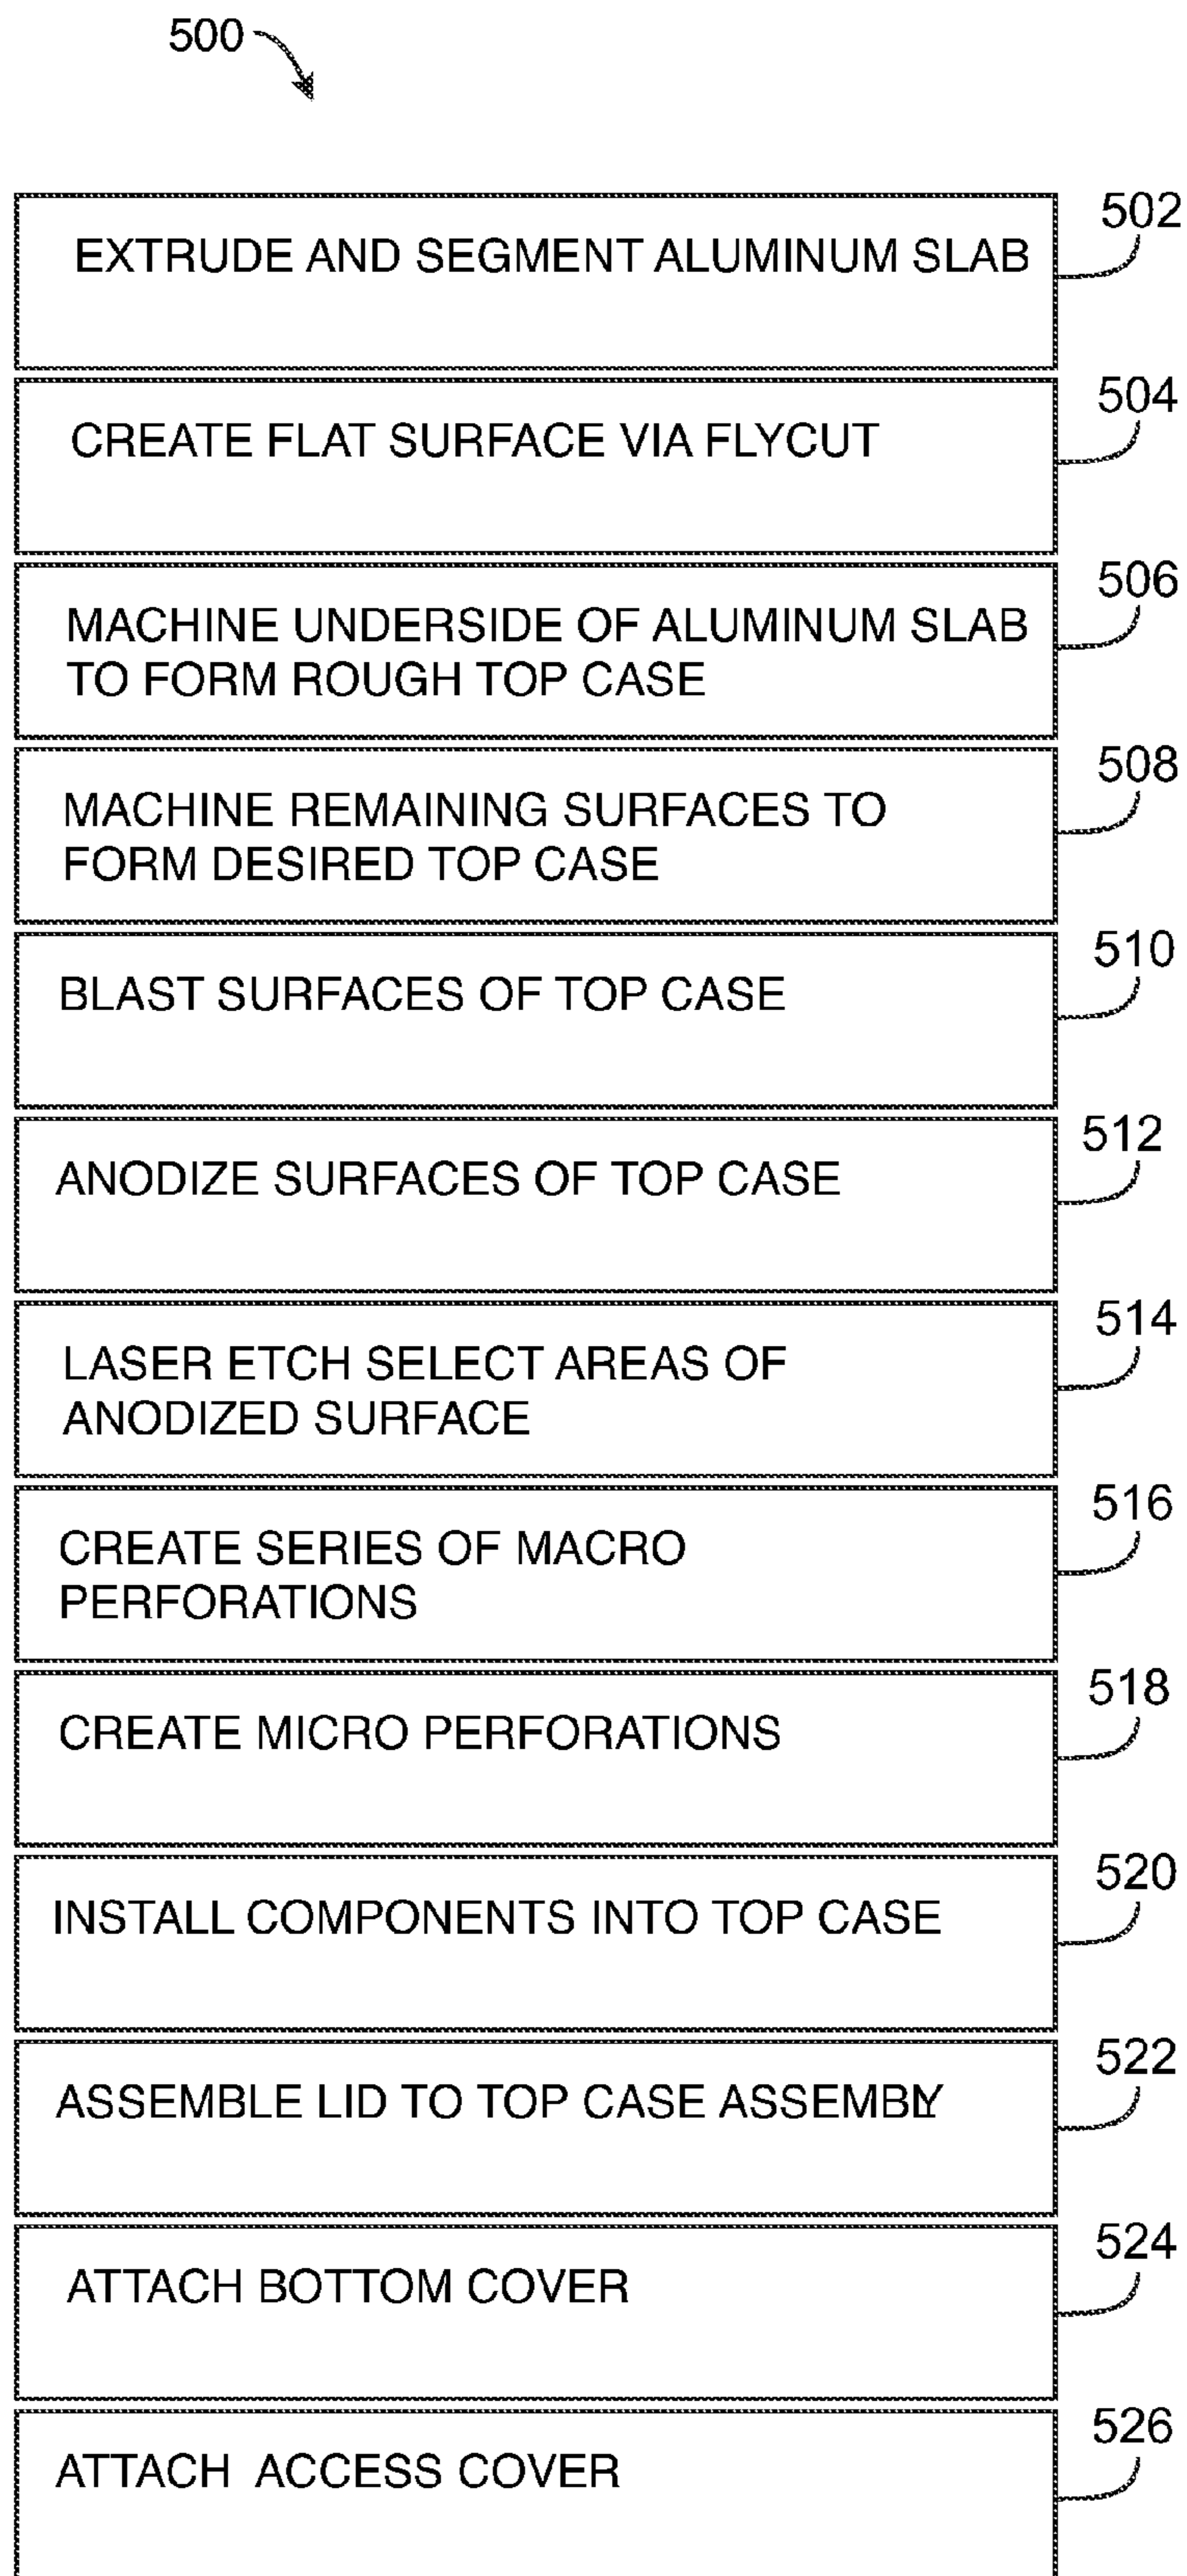 500
EXTRUDE AND SEGMENT ALUMINUM SLAB
502
CREATE FLAT SURFACE VIA FLYCUT
504
MACHINE UNDERSIDE OF ALUMINUM SLAB
TO FORM ROUGH TOP CASE
506
MACHINE REMAINING SURFACES TO
FORM DESIRED TOP CASE
508
BLAST SURFACES OF TOP CASE
510
ANODIZE SURFACES OF TOP CASE
512
LASER ETCH SELECT AREAS OF
ANODIZED SURFACE
514
CREATE SERIES OF MACRO
PERFORATIONS
516
CREATE MICRO PERFORATIONS
518
INSTALL COMPONENTS INTO TOP CASE
520
ASSEMBLE LID TO TOP CASE ASSEMBLY
522
ATTACH BOTTOM COVER
524
ATTACH ACCESS COVER
526